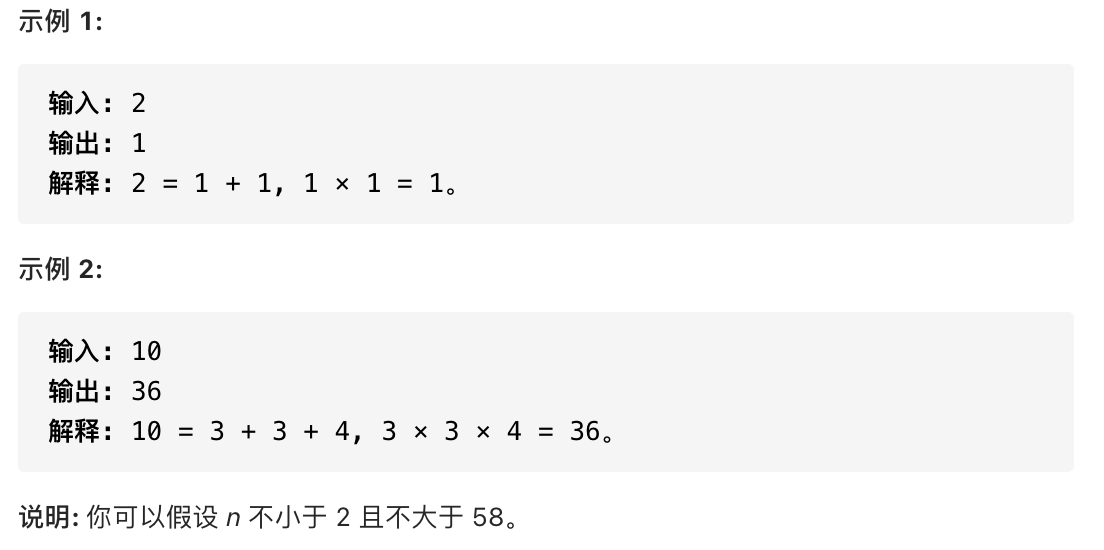 示例 1:
输入: 2
输出: 1
解释: 2 = 1 + 1, 1 × 1 = 1。
示例 2:
输入: 10
输出: 36
解释: 10 = 3 + 3 + 4, 3 × 3 × 4 = 36。
说明: 你可以假设 n 不小于 2 且不大于 58。